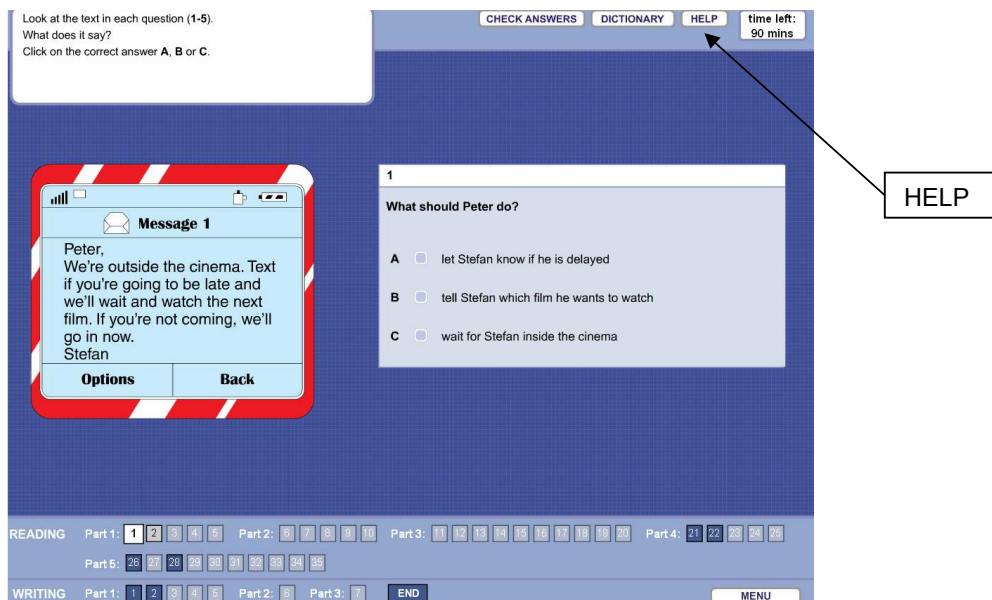 Look at the text in each question (1-5).
What does it say?
Click on the correct answer A, B or C.
CHECK ANSWERS DICTIONARY HELP time left:
90 mins
HELP
Message 1
Peter,
We're outside the cinema. Text
if you're going to be late and
we'll wait and watch the next
film. If you're not coming, we'll
go in now.
Stefan
Options Back
1
What should Peter do?
A let Stefan know if he is delayed
B tell Stefan which film he wants to watch
C wait for Stefan inside the cinema
READING Part 1: 1 2 3 4 5 Part 2: 6 7 8 9 10 Part 3: 11 12 13 14 15 16 17 18 19 20 Part 4: 21 22 23 24 25
Part 5: 26 27 28 29 30 31 32 33 34 35
WRITING Part 1: 1 2 3 4 5 Part 2: 6 Part 3: 7 END MENU